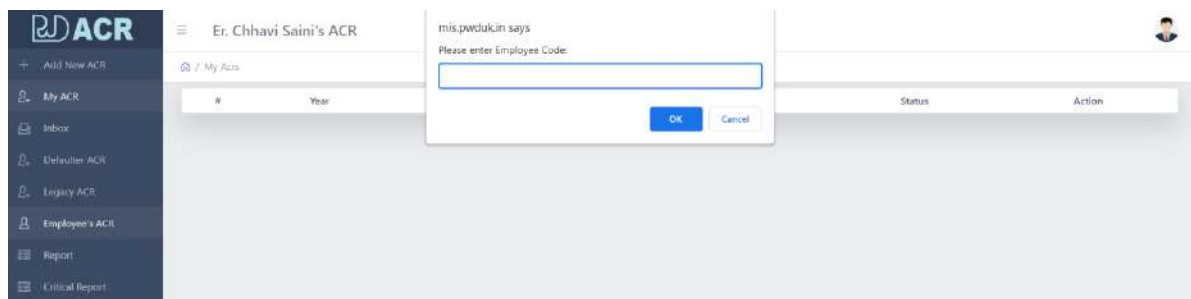 ACR
Er. Chhavi Saini's ACR
mis.pwduk.in says
Please enter Employee Code:
OK
Cancel
Add New ACR
/ My Acrs
My ACR
# Year Status Action
Inbox
Defaulter ACR
Legacy ACR
Employee's ACR
Report
Critical Report